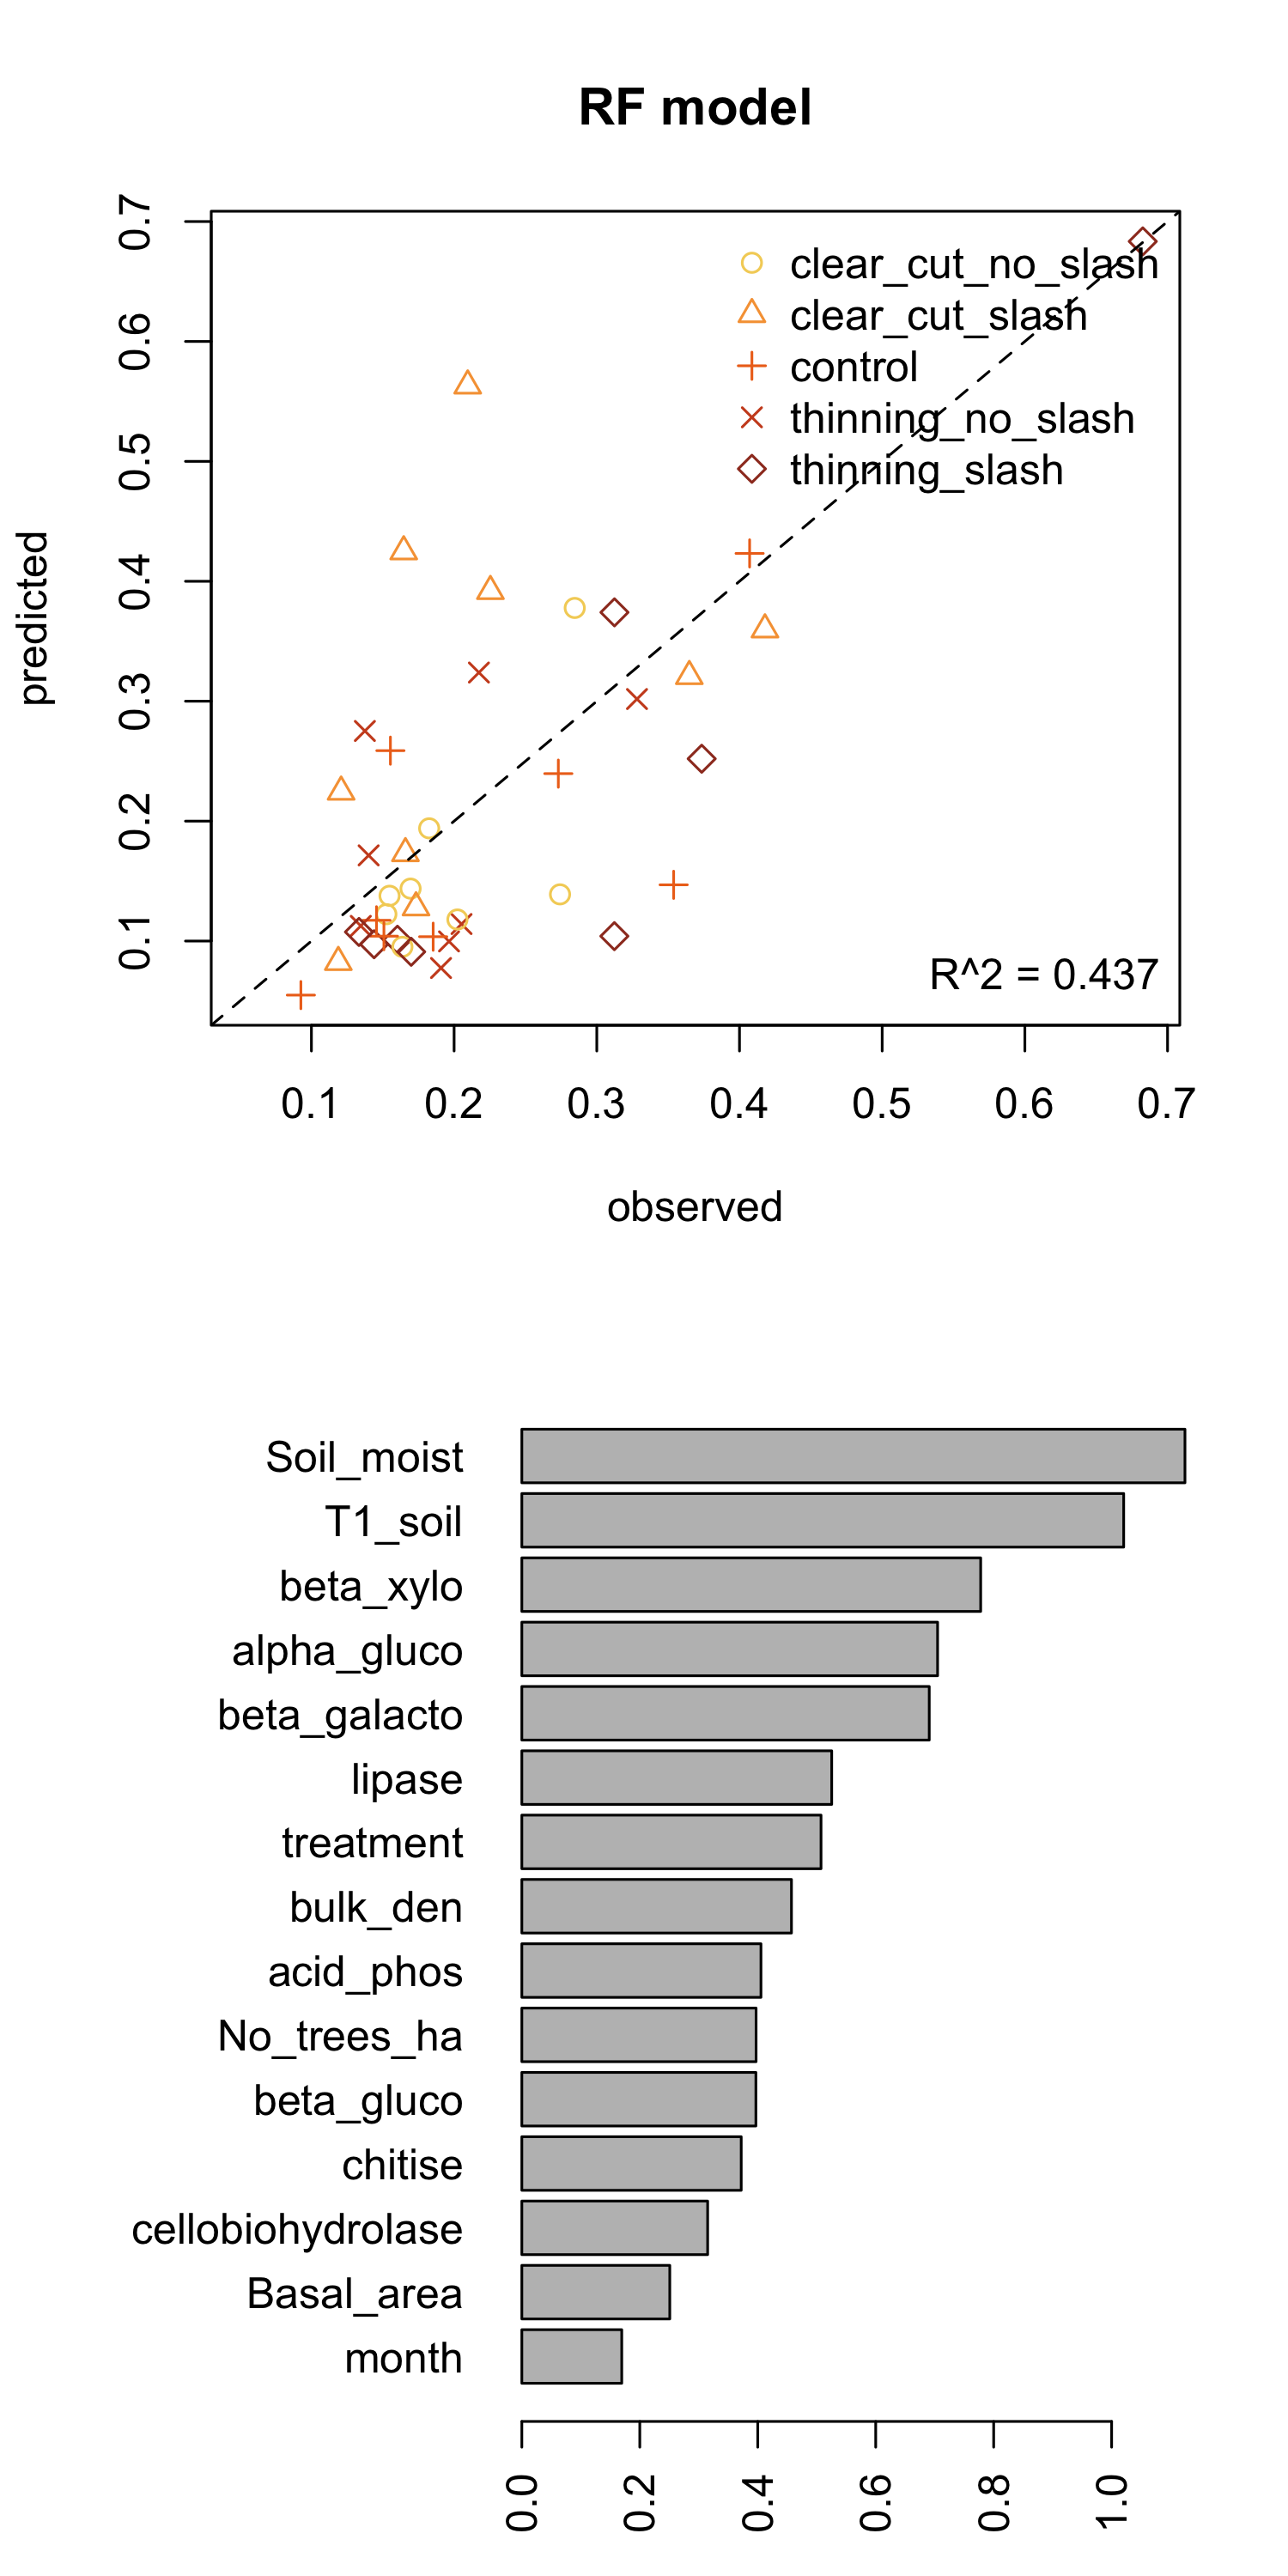 RF model
0.7
0.6
0.5
0.4
0.3
0.2
0.1
predicted
clear_cut_no_slash
clear_cut_slash
control
thinning_no_slash
thinning_slash
R^2 = 0.437
0.1 0.2 0.3 0.4 0.5 0.6 0.7
observed
Soil_moist
T1_soil
beta_xylo
alpha_gluco
beta_galacto
lipase
treatment
bulk_den
acid_phos
No_trees_ha
beta_gluco
chitise
cellobiohydrolase
Basal_area
month
0.0 0.2 0.4 0.6 0.8 1.0